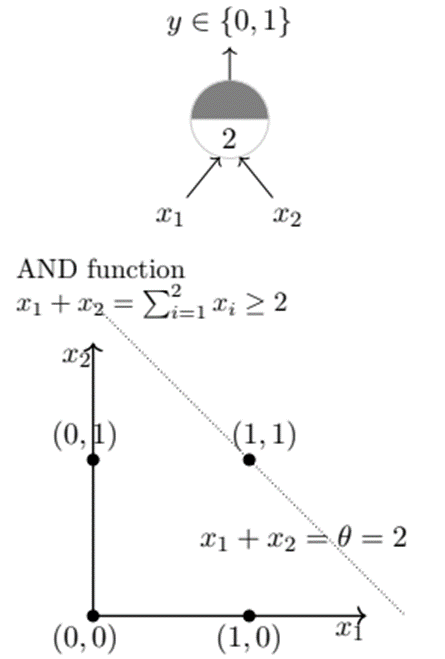 y ∈ {0, 1}
2
x₁ x₂
AND function
x₁ + x₂ = ∑²ᵢ₌₁ xᵢ ≥ 2
x₂
(0, 1) (1, 1)
x₁ + x₂ = θ = 2
x₁
(0, 0) (1, 0)